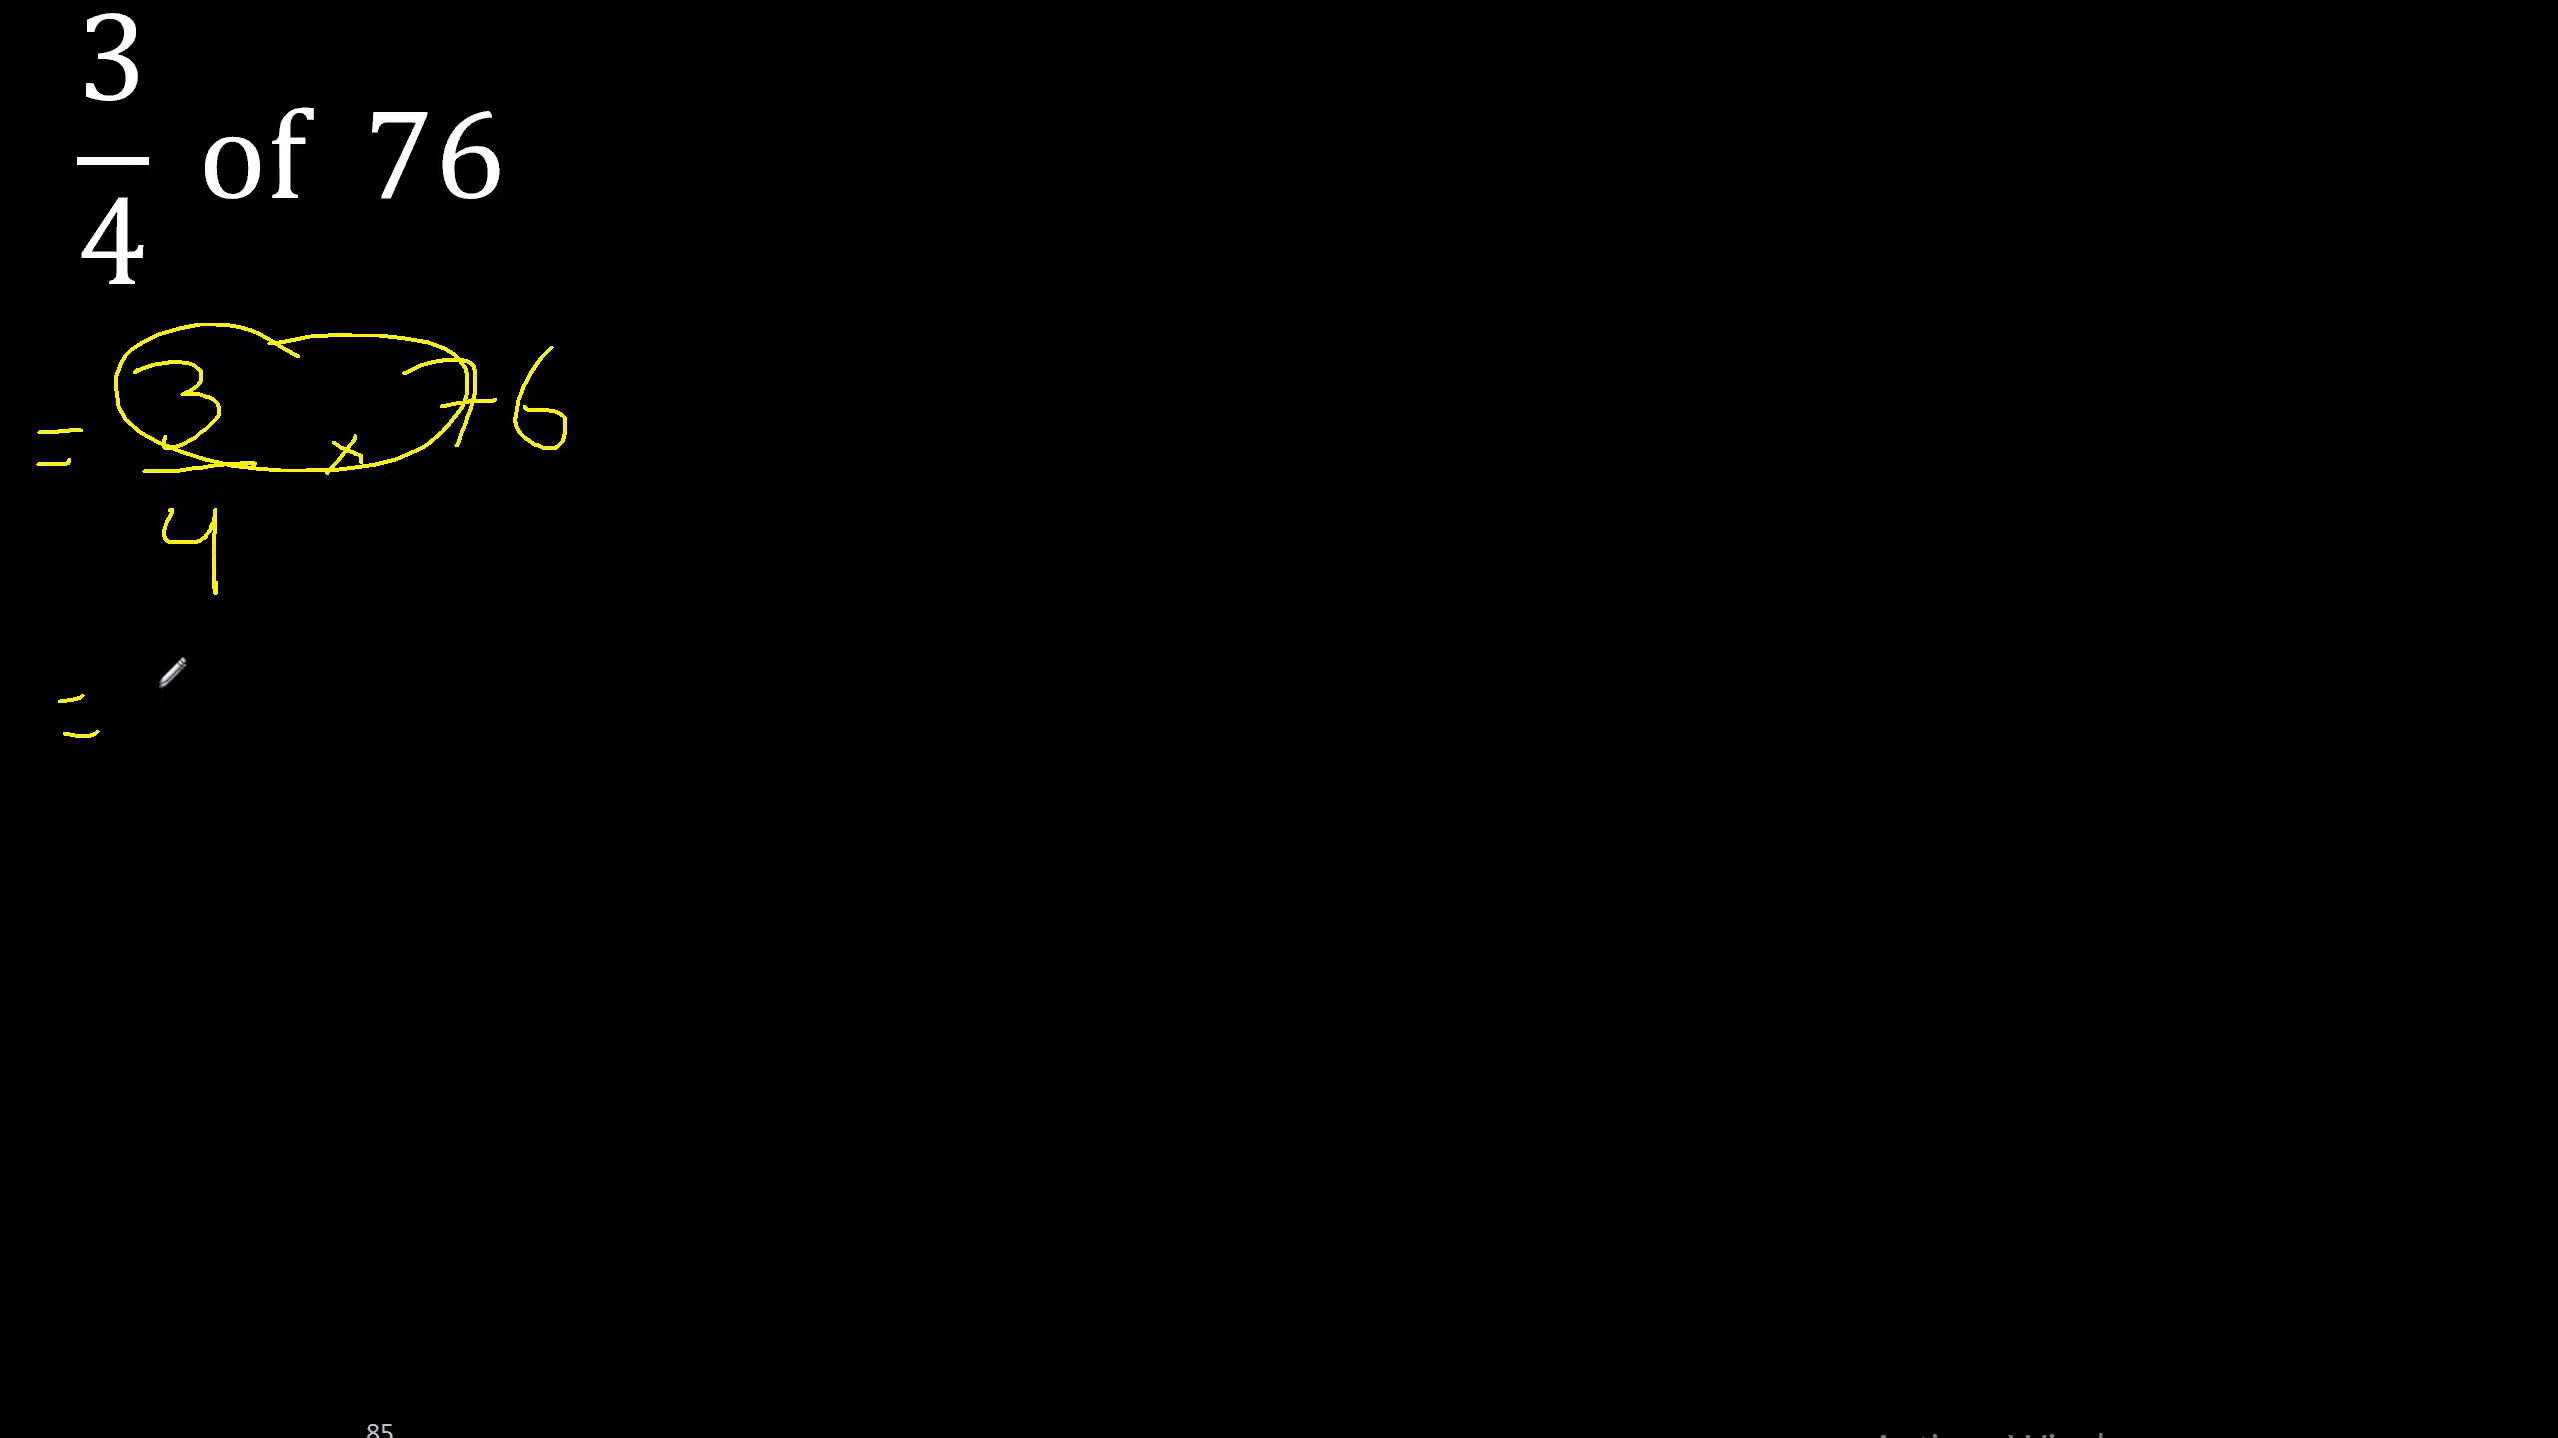 3/4 of 76
= 3/4 × 76
=
85